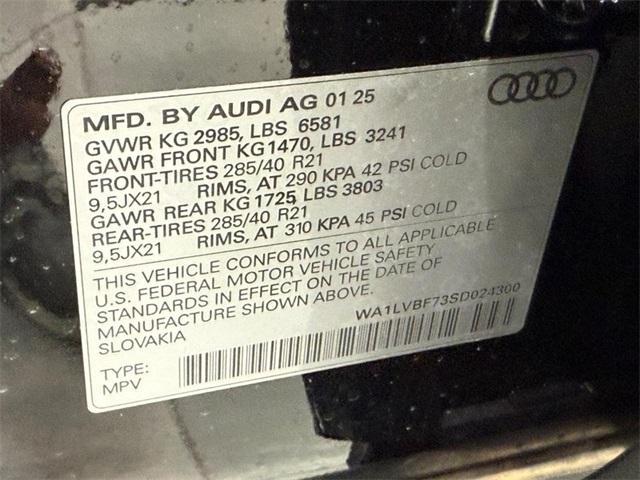 MFD. BY AUDI AG 01 25
GVWR KG 2985, LBS 6581
GAWR FRONT KG1470, LBS 3241
FRONT-TIRES 285/40 R21
9,5JX21 RIMS, AT 290 KPA 42 PSI COLD
GAWR REAR KG 1725 LBS 3803
REAR-TIRES 285/40 R21
9,5JX21 RIMS, AT 310 KPA 45 PSI COLD
THIS VEHICLE CONFORMS TO ALL APPLICABLE
U.S. FEDERAL MOTOR VEHICLE SAFETY
STANDARDS IN EFFECT ON THE DATE OF
MANUFACTURE SHOWN ABOVE.
SLOVAKIA
WA1LVBF73SD024300
TYPE:
MPV